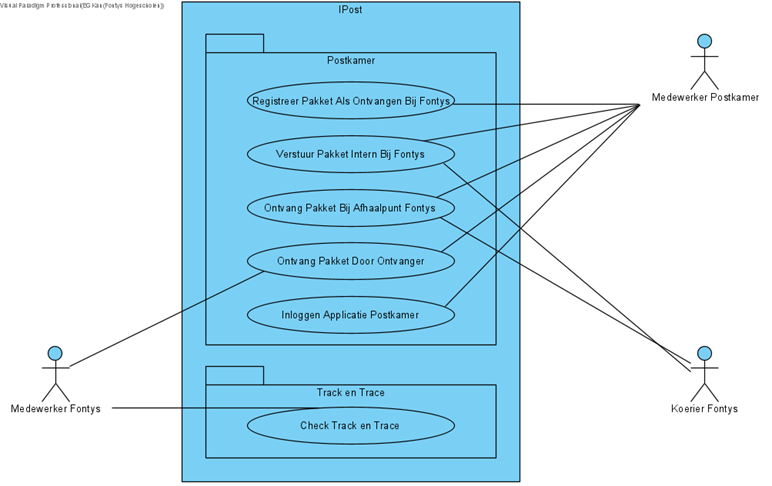 Visual Paradigm Professional(BG Kau(Fontys Hogescholen))
IPost
Postkamer
Registreer Pakket Als Ontvangen Bij Fontys
Medewerker Postkamer
Verstuur Pakket Intern Bij Fontys
Ontvang Pakket Bij Afhaalpunt Fontys
Ontvang Pakket Door Ontvanger
Inloggen Applicatie Postkamer
Medewerker Fontys
Koerier Fontys
Track en Trace
Check Track en Trace